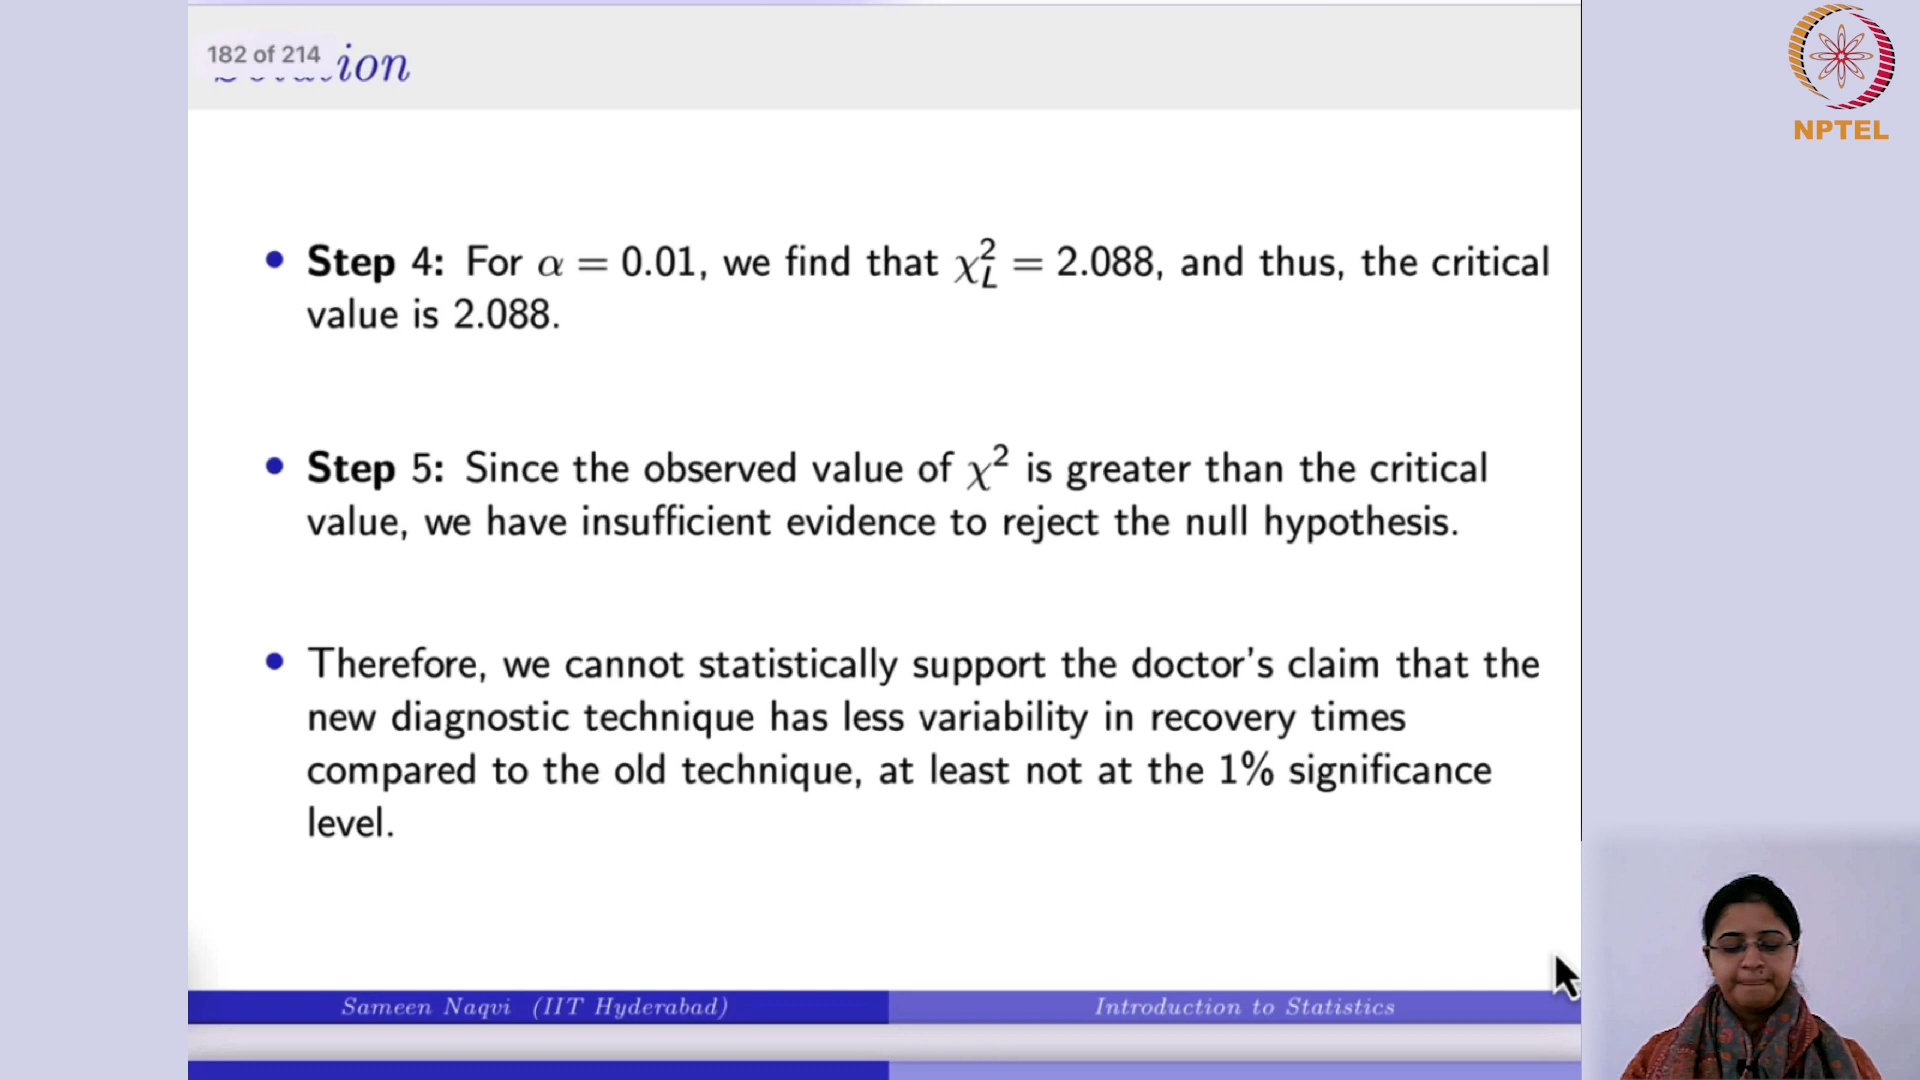 182 of 214
ion
NPTEL
• Step 4: For α = 0.01, we find that χ²_L = 2.088, and thus, the critical
value is 2.088.
• Step 5: Since the observed value of χ² is greater than the critical
value, we have insufficient evidence to reject the null hypothesis.
• Therefore, we cannot statistically support the doctor's claim that the
new diagnostic technique has less variability in recovery times
compared to the old technique, at least not at the 1% significance
level.
Sameen Naqvi (IIT Hyderabad)
Introduction to Statistics